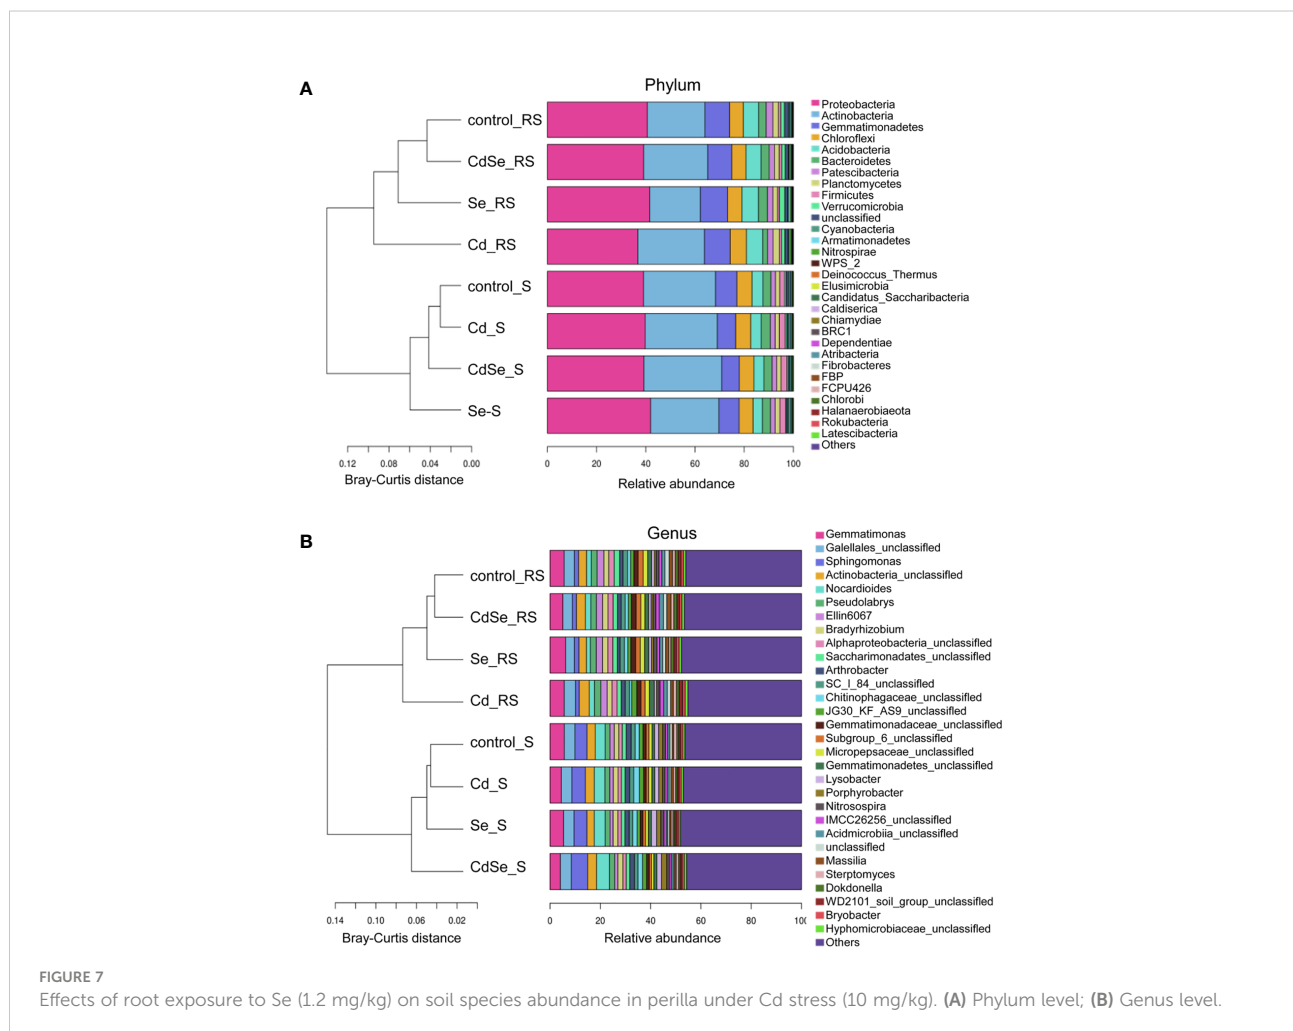 A
Phylum
control_RS
CdSe_RS
Se_RS
Cd_RS
control_S
Cd_S
CdSe_S
Se-S
0.12 0.08 0.04 0.00
Bray-Curtis distance
0 20 40 60 80 100
Relative abundance
Proteobacteria
Actinobacteria
Gemmatimonadetes
Chloroflexi
Acidobacteria
Bacteroidetes
Patescibacteria
Planctomycetes
Firmicutes
Verrucomicrobia
unclassified
Cyanobacteria
Armatimonadetes
Nitrospirae
WPS_2
Deinococcus_Thermus
Elusimicrobia
Candidatus_Saccharibacteria
Caldiserica
Chiamydiae
BRC1
Dependentiae
Atribacteria
Fibrobacteres
FBP
FCPU426
Chlorobi
Halanaerobiaeota
Rokubacteria
Latescibacteria
Others
B
Genus
control_RS
CdSe_RS
Se_RS
Cd_RS
control_S
Cd_S
Se_S
CdSe_S
0.14 0.10 0.06 0.02
Bray-Curtis distance
0 20 40 60 80 10
Relative abundance
Gemmatimonas
Galellales_unclassified
Sphingomonas
Actinobacteria_unclassified
Nocardioides
Pseudolabrys
Ellin6067
Bradyrhizobium
Alphaproteobacteria_unclassified
Saccharimonadates_unclassified
Arthrobacter
SC_I_84_unclassified
Chitinophagaceae_unclassified
JG30_KF_AS9_unclassified
Gemmatimonadaceae_unclassified
Subgroup_6_unclassified
Micropepsaceae_unclassified
Gemmatimonadetes_unclassified
Lysobacter
Porphyrobacter
Nitrosospira
IMCC26256_unclassified
Acidmicrobiia_unclassified
unclassified
Massilia
Sterptomyces
Dokdonella
WD2101_soil_group_unclassified
Bryobacter
Hyphomicrobiaceae_unclassified
Others
FIGURE 7
Effects of root exposure to Se (1.2 mg/kg) on soil species abundance in perilla under Cd stress (10 mg/kg). (A) Phylum level; (B) Genus level.